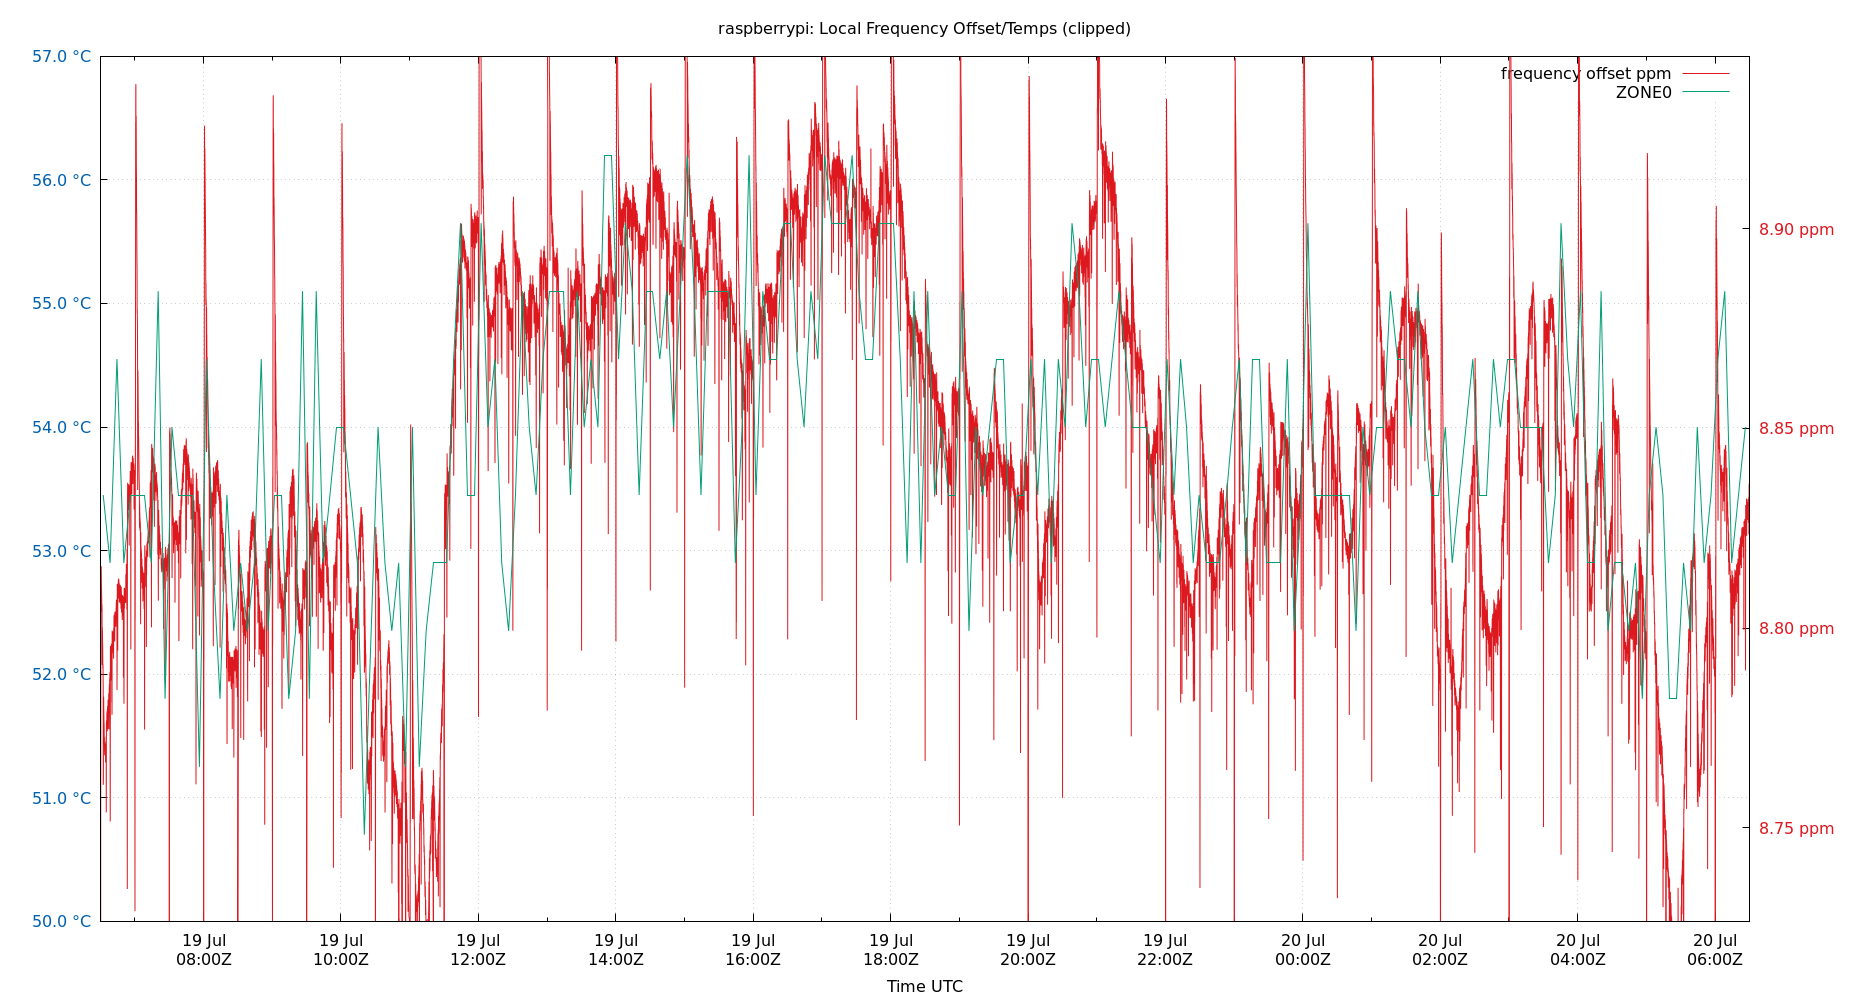 raspberrypi: Local Frequency Offset/Temps (clipped)
57.0 °C
56.0 °C
55.0 °C
54.0 °C
53.0 °C
52.0 °C
51.0 °C
50.0 °C
frequency offset ppm
ZONE0
8.90 ppm
8.85 ppm
8.80 ppm
8.75 ppm
19 Jul 19 Jul 19 Jul 19 Jul 19 Jul 19 Jul 19 Jul 19 Jul 20 Jul 20 Jul 20 Jul 20 Jul
08:00Z 10:00Z 12:00Z 14:00Z 16:00Z 18:00Z 20:00Z 22:00Z 00:00Z 02:00Z 04:00Z 06:00Z
Time UTC